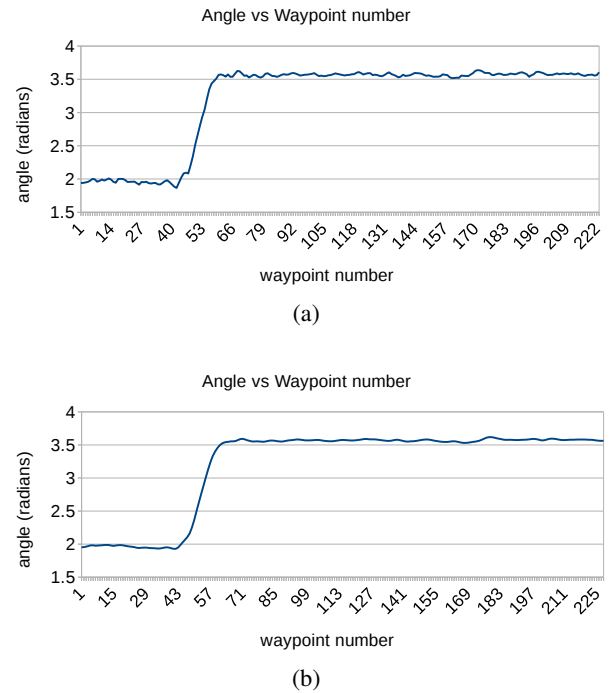 Angle vs Waypoint number
4
3.5
3
2.5
2
1.5
angle (radians)
1 14 27 40 53 66 79 92 105 118 131 144 157 170 183 196 209 222
waypoint number
(a)
Angle vs Waypoint number
4
3.5
3
2.5
2
1.5
angle (radians)
1 15 29 43 57 71 85 99 113 127 141 155 169 183 197 211 225
waypoint number
(b)